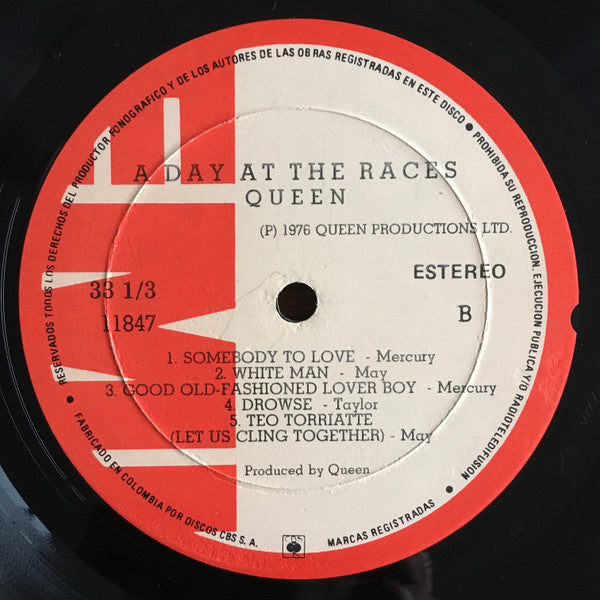 RESERVADOS TODOS LOS DERECHOS DEL PRODUCTOR FONOGRAFICO Y DE LOS AUTORES DE LAS OBRAS REGISTRADAS EN ESTE DISCO ● PROHIBIDA SU REPRODUCCION, EJECUCION PUBLICA Y/O RADIOTELEDIFUSION
A DAY AT THE RACES
QUEEN
(P) 1976 QUEEN PRODUCTIONS LTD.
ESTEREO
33 1/3
11847
B
1. SOMEBODY TO LOVE - Mercury
2. WHITE MAN - May
3. GOOD OLD-FASHIONED LOVER BOY - Mercury
4. DROWSE - Taylor
5. TEO TORRIATTE
(LET US CLING TOGETHER) - May
Produced by Queen
● FABRICADO EN COLOMBIA POR DISCOS CBS S.A.
CBS
MARCAS REGISTRADAS ●